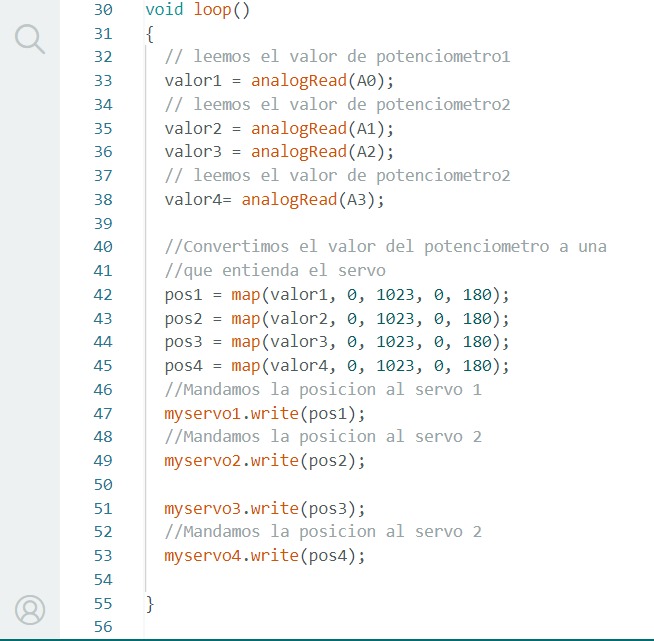 30 void loop()
31 {
32 // leemos el valor de potenciometro1
33 valor1 = analogRead(A0);
34 // leemos el valor de potenciometro2
35 valor2 = analogRead(A1);
36 valor3 = analogRead(A2);
37 // leemos el valor de potenciometro2
38 valor4= analogRead(A3);
39
40 //Convertimos el valor del potenciometro a una
41 //que entienda el servo
42 pos1 = map(valor1, 0, 1023, 0, 180);
43 pos2 = map(valor2, 0, 1023, 0, 180);
44 pos3 = map(valor3, 0, 1023, 0, 180);
45 pos4 = map(valor4, 0, 1023, 0, 180);
46 //Mandamos la posicion al servo 1
47 myservo1.write(pos1);
48 //Mandamos la posicion al servo 2
49 myservo2.write(pos2);
50
51 myservo3.write(pos3);
52 //Mandamos la posicion al servo 2
53 myservo4.write(pos4);
54
55 }
56